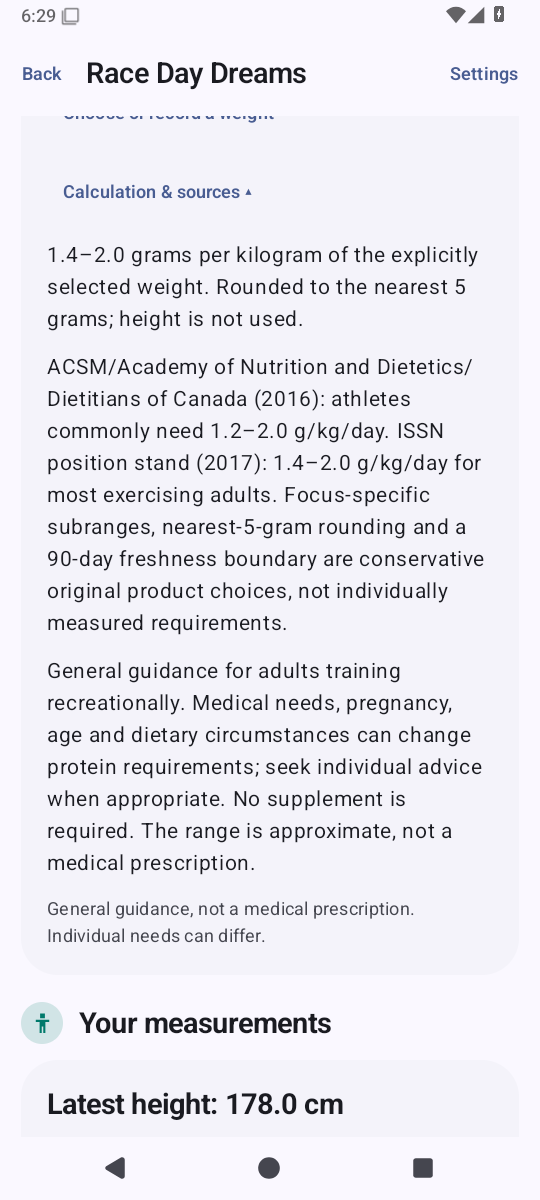 6:29
Back
Race Day Dreams
Settings
Choose or record a weight
Calculation & sources ▴
1.4–2.0 grams per kilogram of the explicitly
selected weight. Rounded to the nearest 5
grams; height is not used.
ACSM/Academy of Nutrition and Dietetics/
Dietitians of Canada (2016): athletes
commonly need 1.2–2.0 g/kg/day. ISSN
position stand (2017): 1.4–2.0 g/kg/day for
most exercising adults. Focus-specific
subranges, nearest-5-gram rounding and a
90-day freshness boundary are conservative
original product choices, not individually
measured requirements.
General guidance for adults training
recreationally. Medical needs, pregnancy,
age and dietary circumstances can change
protein requirements; seek individual advice
when appropriate. No supplement is
required. The range is approximate, not a
medical prescription.
General guidance, not a medical prescription.
Individual needs can differ.
Your measurements
Latest height: 178.0 cm